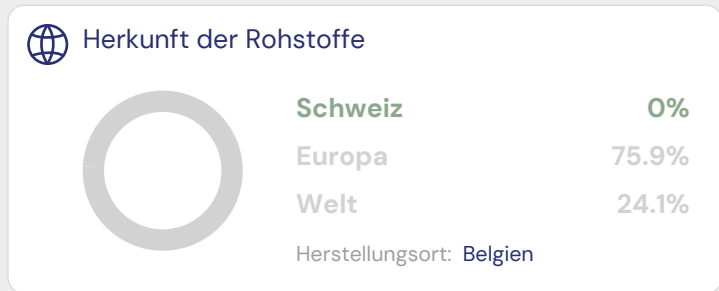 Herkunft der Rohstoffe
Schweiz 0%
Europa 75.9%
Welt 24.1%
Herstellungsort: Belgien